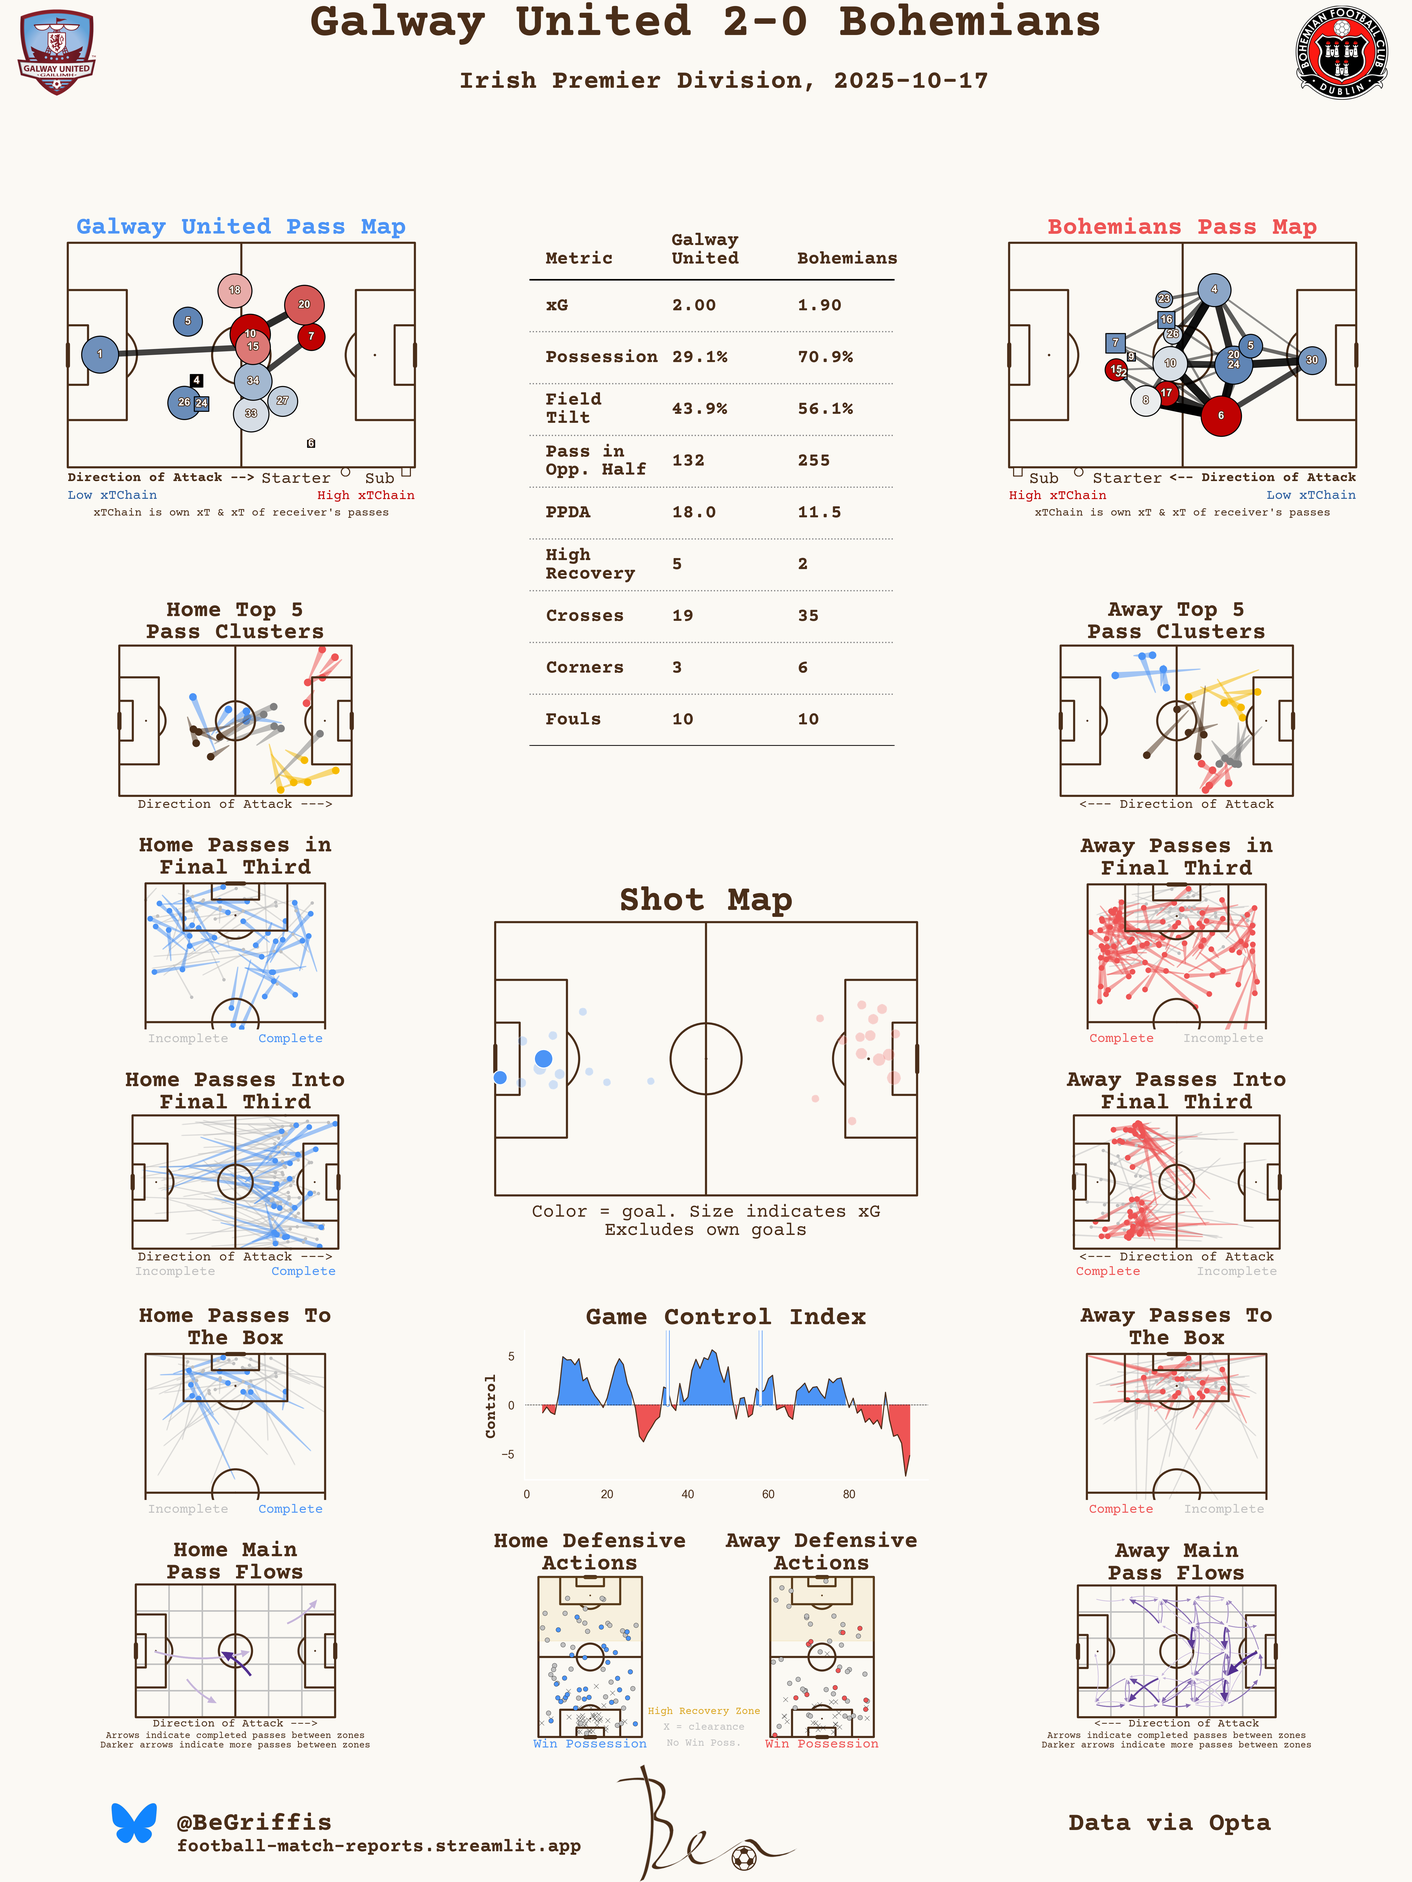 Galway United 2-0 Bohemians
Irish Premier Division, 2025-10-17
GALWAY UNITED
GAILLIMH
BOHEMIAN FOOTBALL CLUB
DUBLIN
Galway United Pass Map
18
20
5
10
15
7
1
34
4
26
24
27
33
6
Direction of Attack --> Starter Sub
Low xTChain High xTChain
xTChain is own xT & xT of receiver's passes
Metric Galway United Bohemians
xG 2.00 1.90
Possession 29.1% 70.9%
Field Tilt 43.9% 56.1%
Pass in Opp. Half 132 255
PPDA 18.0 11.5
High Recovery 5 2
Crosses 19 35
Corners 3 6
Fouls 10 10
Bohemians Pass Map
4
23
16
26
7
9
5
20
24
30
10
15
17
8
6
Sub Starter <-- Direction of Attack
High xTChain Low xTChain
xTChain is own xT & xT of receiver's passes
Home Top 5
Pass Clusters
Direction of Attack --->
Away Top 5
Pass Clusters
<--- Direction of Attack
Home Passes in
Final Third
Incomplete Complete
Shot Map
Color = goal. Size indicates xG
Excludes own goals
Away Passes in
Final Third
Complete Incomplete
Home Passes Into
Final Third
Direction of Attack --->
Incomplete Complete
Away Passes Into
Final Third
<--- Direction of Attack
Complete Incomplete
Home Passes To
The Box
Incomplete Complete
Game Control Index
Control
5
0
−5
0 20 40 60 80
Away Passes To
The Box
Complete Incomplete
Home Main
Pass Flows
Direction of Attack --->
Arrows indicate completed passes between zones
Darker arrows indicate more passes between zones
Home Defensive
Actions
Win Possession
High Recovery Zone
X = clearance
No Win Poss.
Away Defensive
Actions
Win Possession
Away Main
Pass Flows
<--- Direction of Attack
Arrows indicate completed passes between zones
Darker arrows indicate more passes between zones
@BeGriffis
football-match-reports.streamlit.app
Ben
Data via Opta